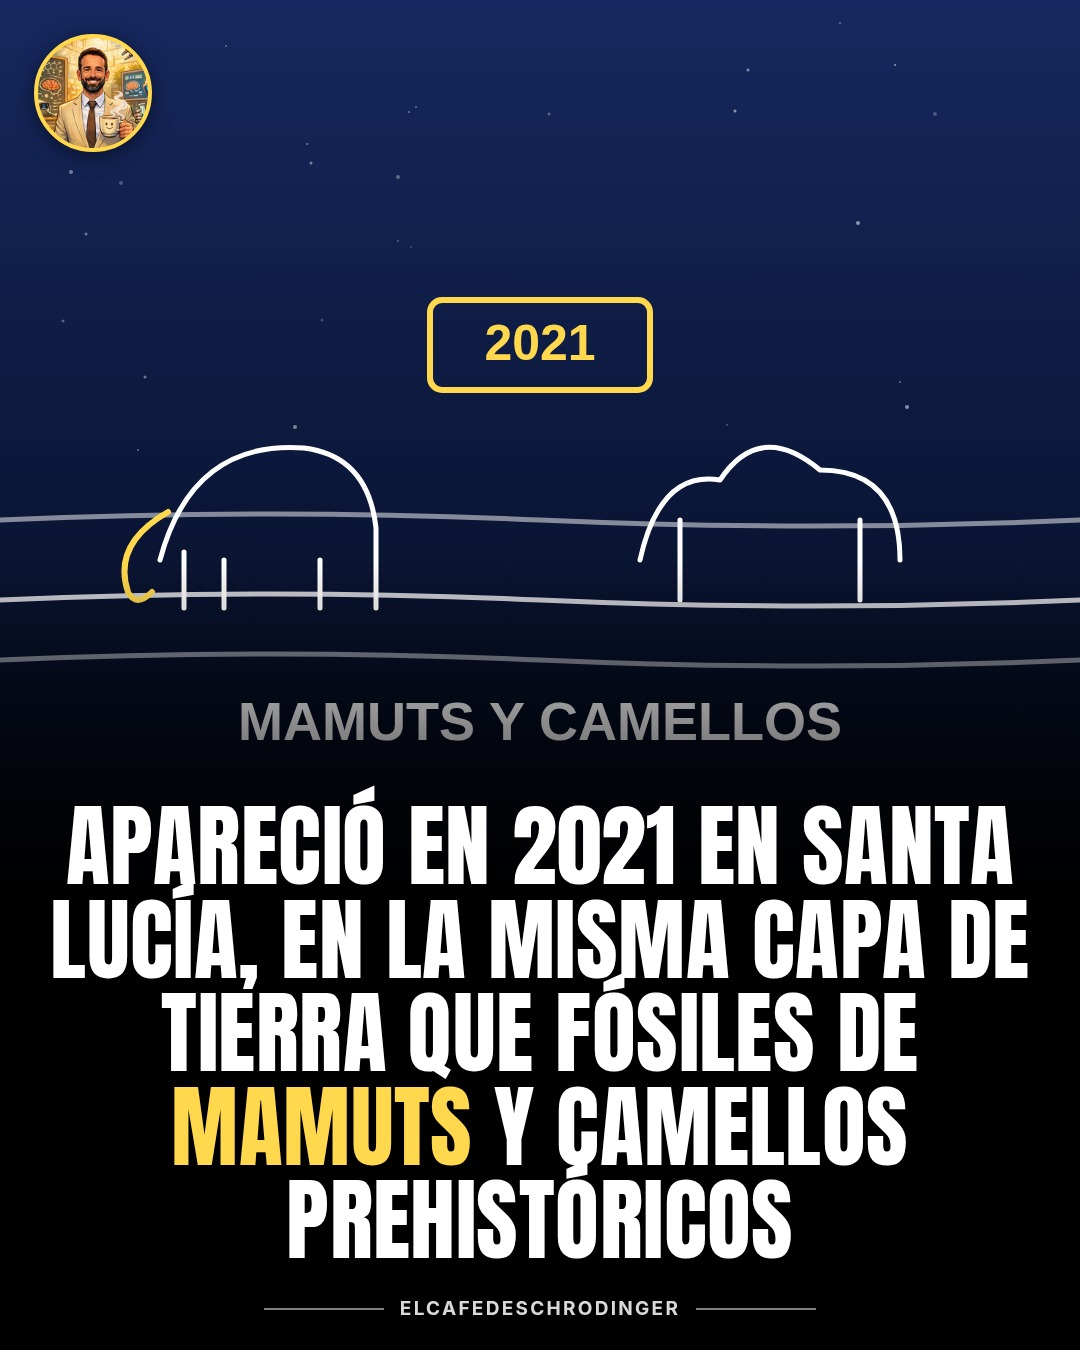 2021
MAMUTS Y CAMELLOS
APARECIÓ EN 2021 EN SANTA
LUCÍA, EN LA MISMA CAPA DE
TIERRA QUE FÓSILES DE
MAMUTS Y CAMELLOS
PREHISTÓRICOS
ELCAFEDESCHRODINGER